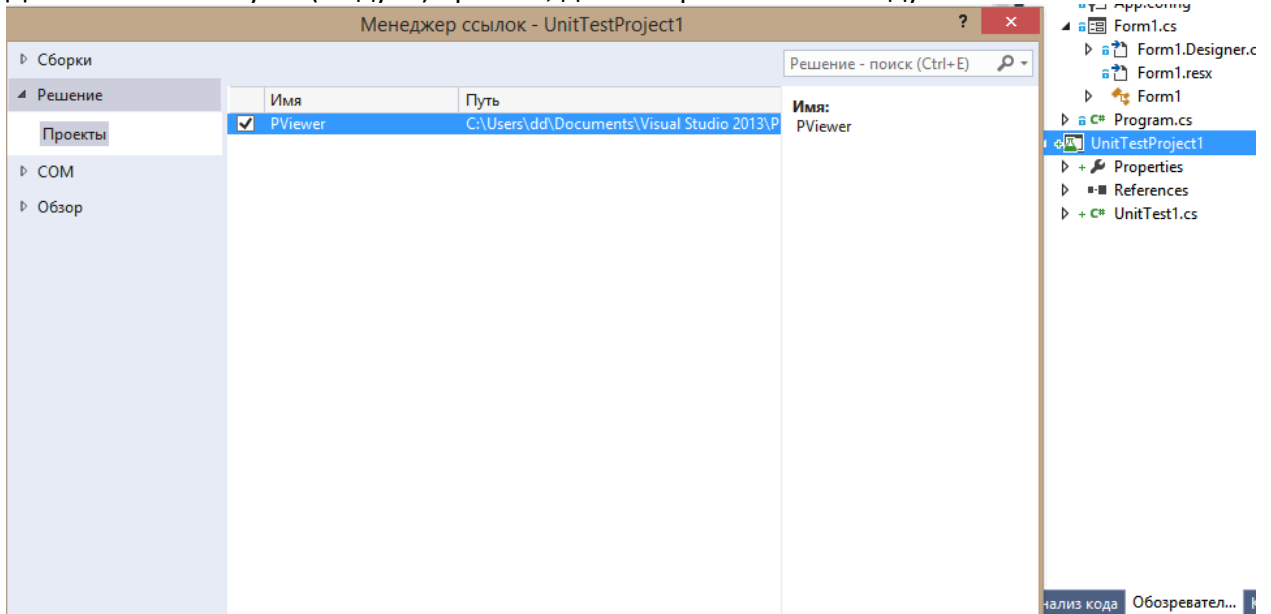 Менеджер ссылок - UnitTestProject1
?
Сборки
Решение - поиск (Ctrl+E)
Решение
Имя
Путь
Имя:
PViewer
C:\Users\dd\Documents\Visual Studio 2013\P
PViewer
Проекты
COM
Обзор
App.config
Form1.cs
Form1.Designer.c
Form1.resx
Form1
C# Program.cs
UnitTestProject1
Properties
References
C# UnitTest1.cs
кода
Обозревател...